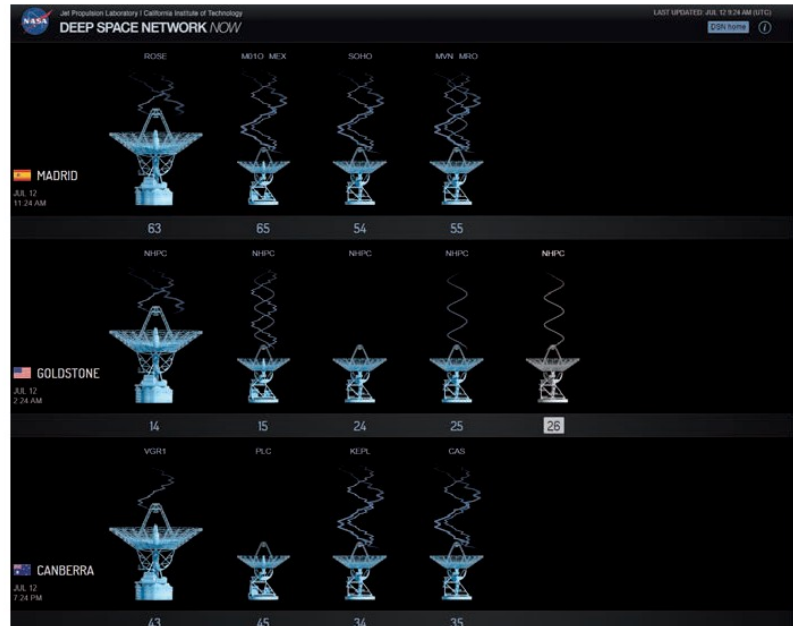 NASA
Jet Propulsion Laboratory | California Institute of Technology
DEEP SPACE NETWORK NOW
LAST UPDATED: JUL 12 9:24 AM (UTC)
DSN home i
ROSE M01O MEX SOHO MVN MRO
MADRID
JUL 12
11:24 AM
63 65 54 55
NHPC NHPC NHPC NHPC NHPC
GOLDSTONE
JUL 12
2:24 AM
14 15 24 25 26
VGR1 PLC KEPL CAS
CANBERRA
JUL 12
7:24 PM
43 45 34 35